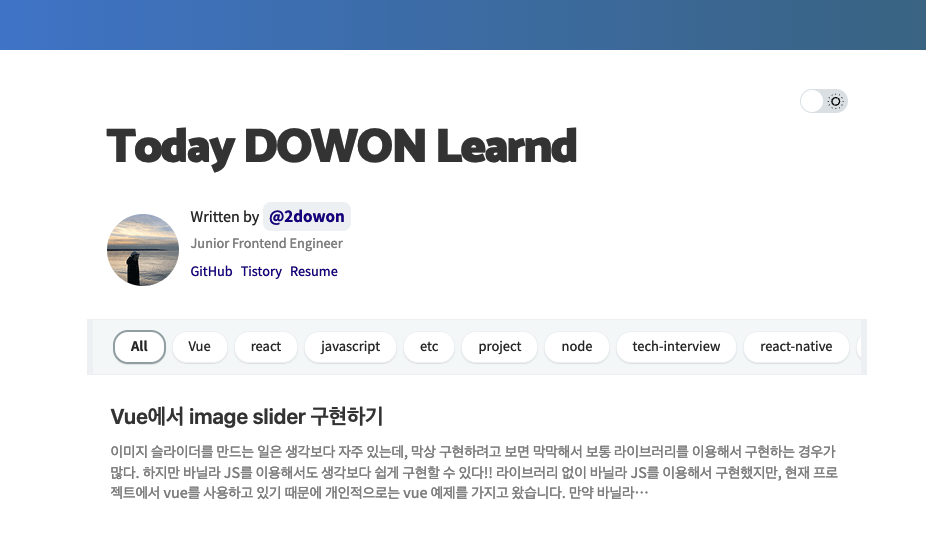 Today DOWON Learnd
Written by @2dowon
Junior Frontend Engineer
GitHub Tistory Resume
All Vue react javascript etc project node tech-interview react-native
Vue에서 image slider 구현하기
이미지 슬라이더를 만드는 일은 생각보다 자주 있는데, 막상 구현하려고 보면 막막해서 보통 라이브러리를 이용해서 구현하는 경우가
많다. 하지만 바닐라 JS를 이용해서도 생각보다 쉽게 구현할 수 있다!! 라이브러리 없이 바닐라 JS를 이용해서 구현했지만, 현재 프로
젝트에서 vue를 사용하고 있기 때문에 개인적으로는 vue 예제를 가지고 왔습니다. 만약 바닐라…